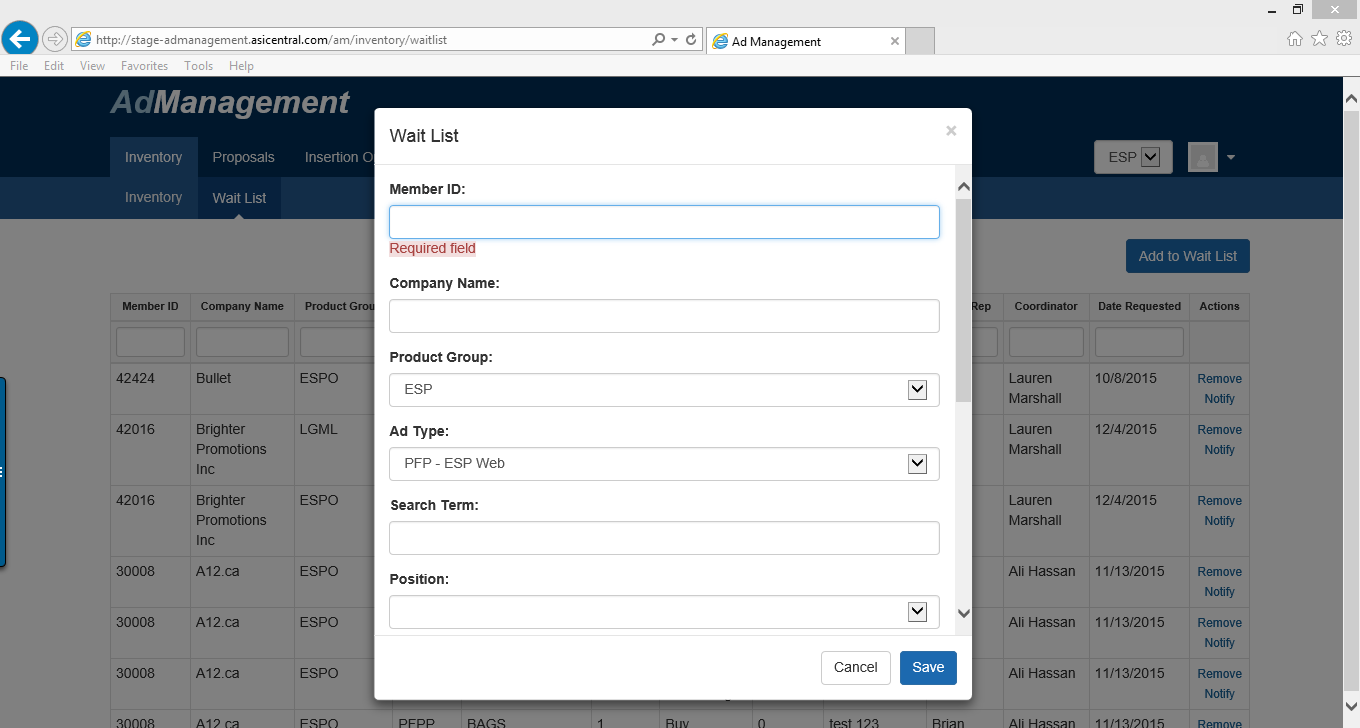 http://stage-admanagement.asicentral.com/am/inventory/waitlist
Ad Management
File Edit View Favorites Tools Help
AdManagement
Inventory Proposals Insertion O
ESP
Inventory Wait List
Add to Wait List
Wait List
Member ID:
Required field
Company Name:
Product Group:
ESP
Ad Type:
PFP - ESP Web
Search Term:
Position:
Cancel Save
Member ID Company Name Product Grou Rep Coordinator Date Requested Actions
42424 Bullet ESPO Lauren Marshall 10/8/2015 Remove
Notify
42016 Brighter Promotions Inc LGML Lauren Marshall 12/4/2015 Remove
Notify
42016 Brighter Promotions Inc ESPO Lauren Marshall 12/4/2015 Remove
Notify
30008 A12.ca ESPO Ali Hassan 11/13/2015 Remove
Notify
30008 A12.ca ESPO Ali Hassan 11/13/2015 Remove
Notify
30008 A12.ca ESPO Ali Hassan 11/13/2015 Remove
Notify
30008 A12.ca ESPO PFPP BAGS 1 Buy 0 test 123 Brian Ali Hassan 11/13/2015 Remove